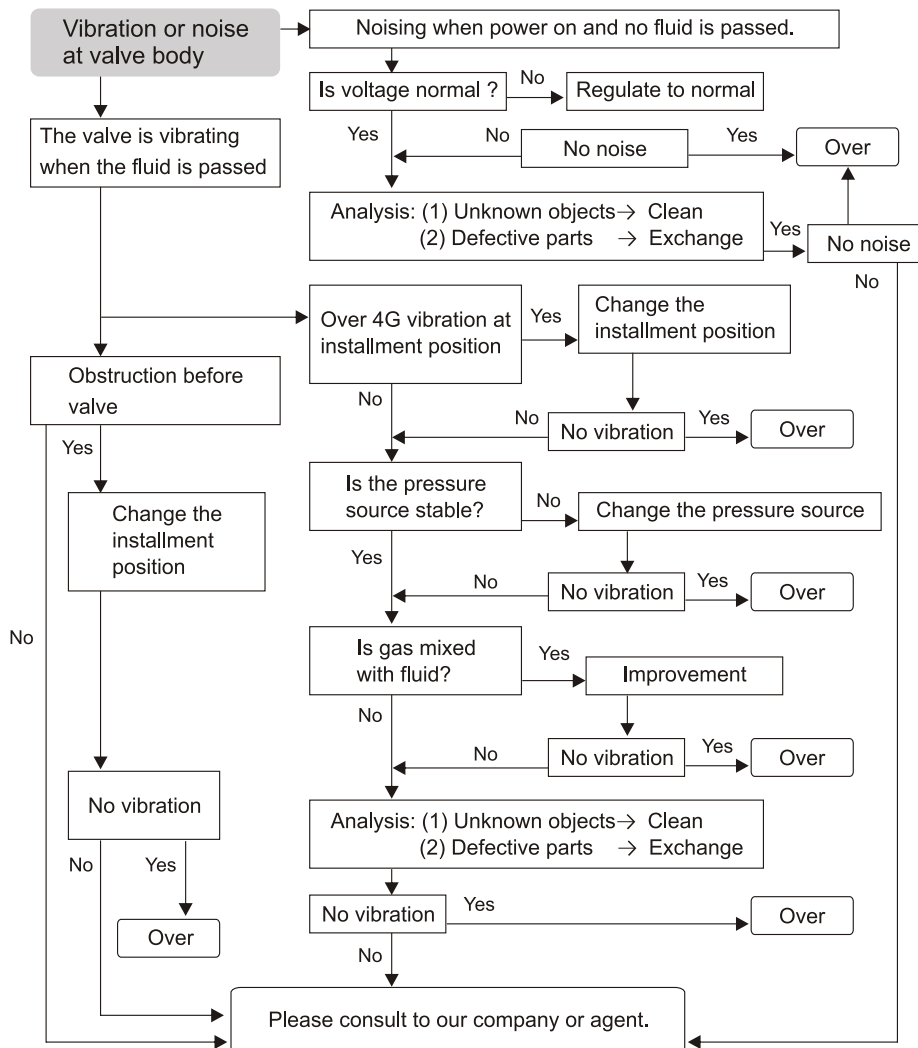 Vibration or noise
at valve body
Noising when power on and no fluid is passed.
Is voltage normal ?
No
Regulate to normal
The valve is vibrating
when the fluid is passed
Yes
No
No noise
Yes
Over
Analysis: (1) Unknown objects→ Clean
(2) Defective parts → Exchange
Yes
No noise
No
Over 4G vibration at
installment position
Yes
Change the
installment position
Obstruction before
valve
No
No
No vibration
Yes
Over
Yes
Is the pressure
source stable?
No
Change the pressure source
Change the
installment
position
Yes
No
No vibration
Yes
Over
No
Is gas mixed
with fluid?
Yes
Improvement
No
No
No vibration
Yes
Over
No vibration
Analysis: (1) Unknown objects→ Clean
(2) Defective parts → Exchange
No
Yes
No vibration
Yes
Over
Over
No
Please consult to our company or agent.